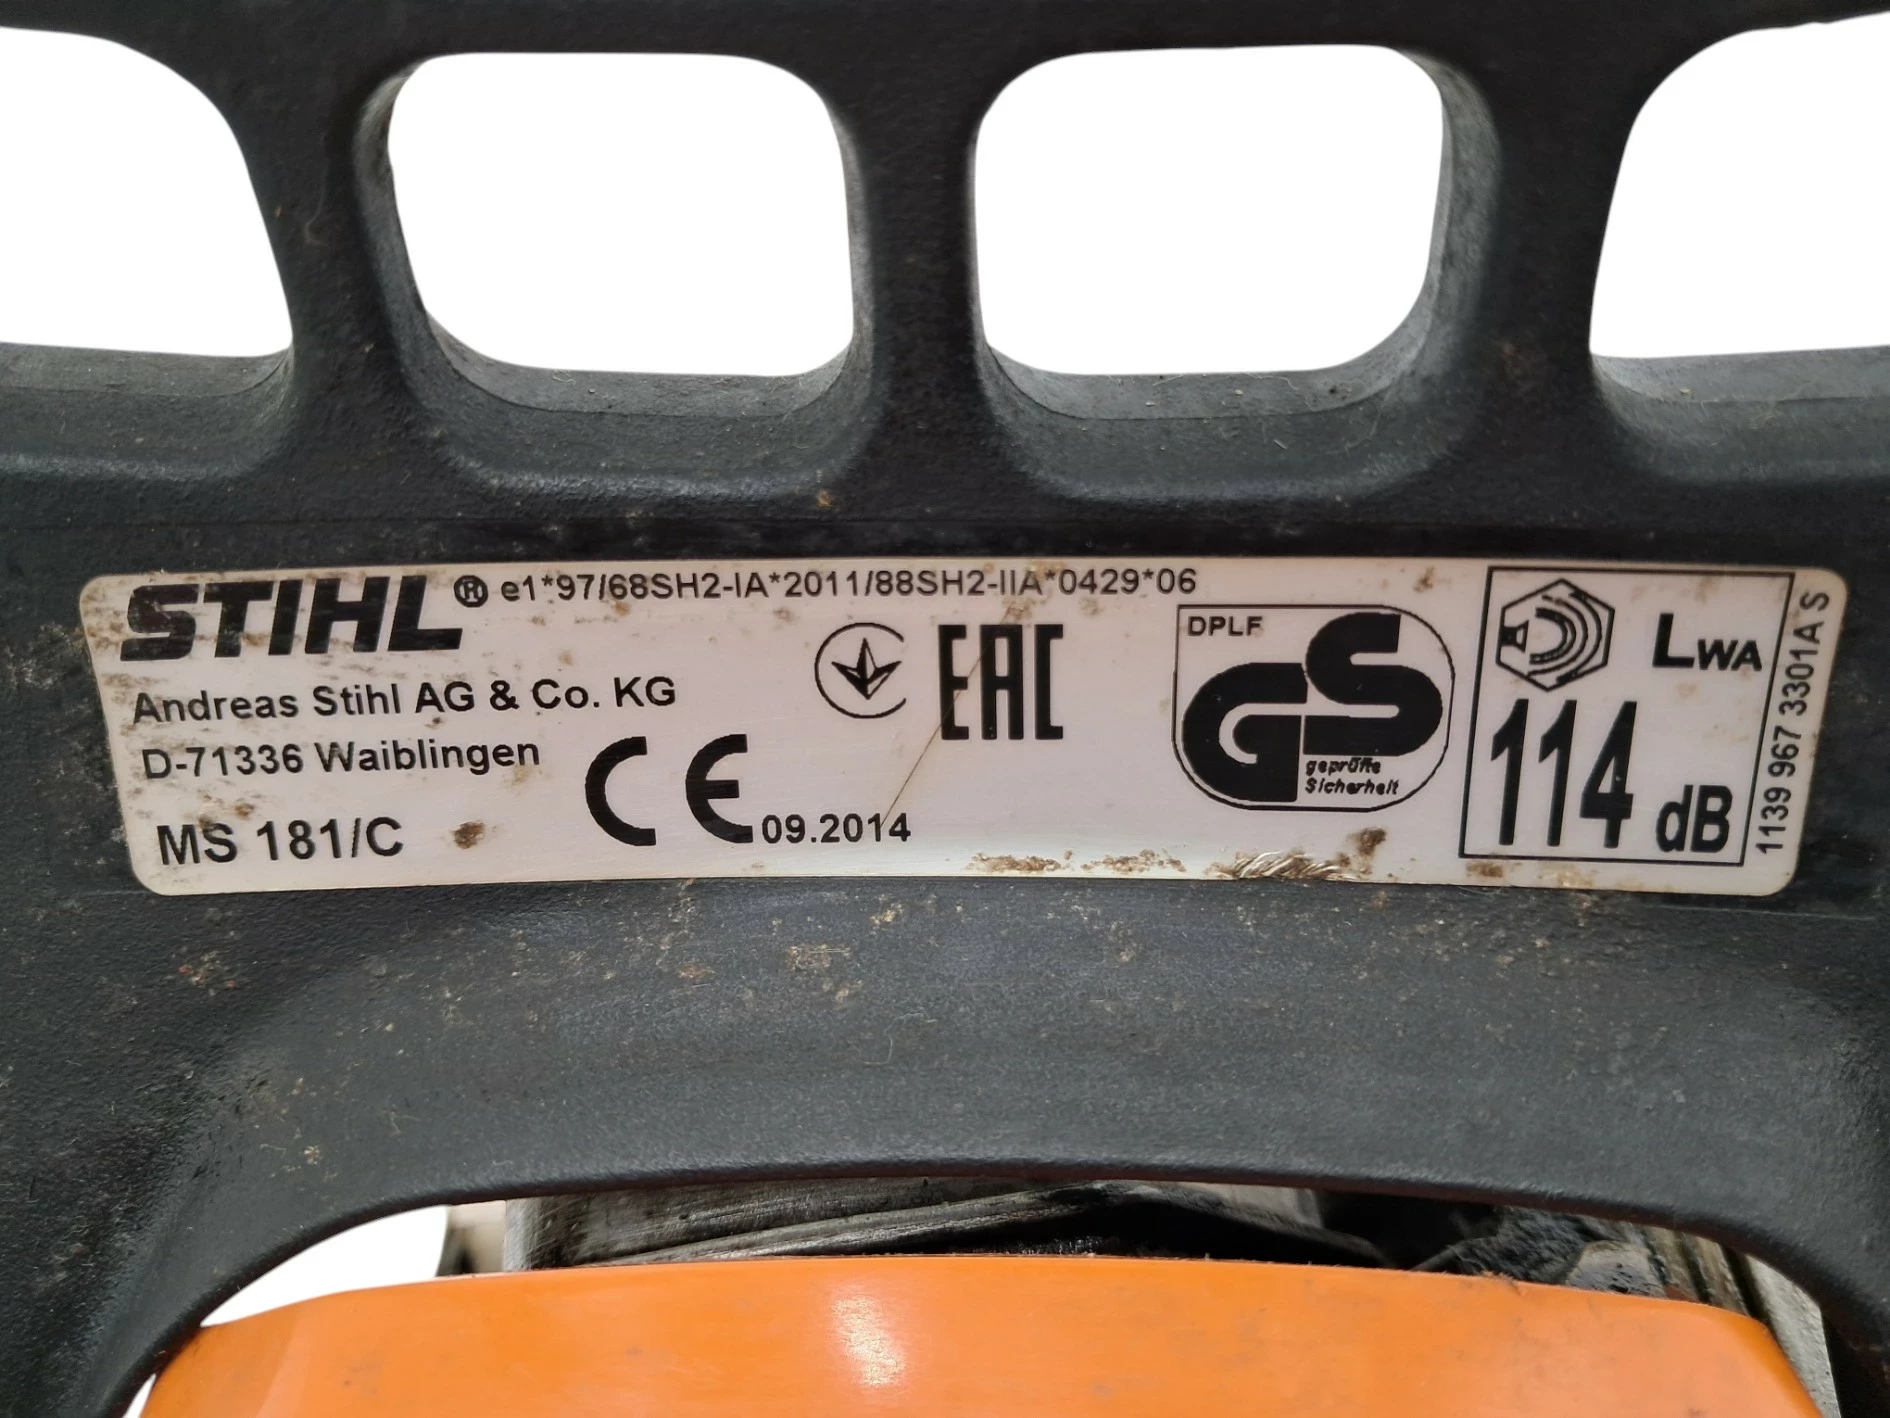 STIHL ® e1*97/68SH2-IA*2011/88SH2-IIA*0429*06
Andreas Stihl AG & Co. KG
D-71336 Waiblingen
MS 181/C
CE 09.2014
EAC
DPLF
GS
geprüfte
Sicherheit
LWA
114 dB
1139 967 3301A S